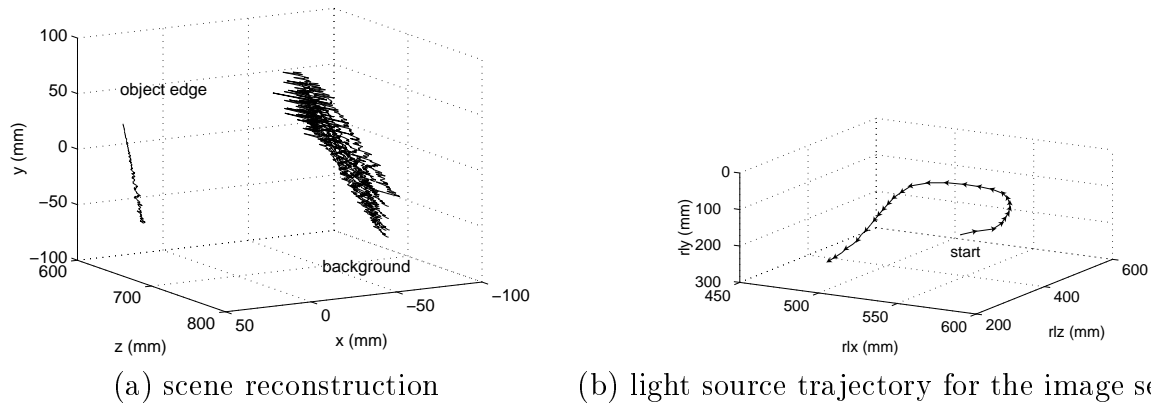 100
50
0
−50
−100
y (mm)
object edge
background
600
700
800
z (mm)
50
0
−50
−100
x (mm)
(a) scene reconstruction
0
100
200
300
rly (mm)
start
450
500
550
600
rlx (mm)
200
400
600
rlz (mm)
(b) light source trajectory for the image se